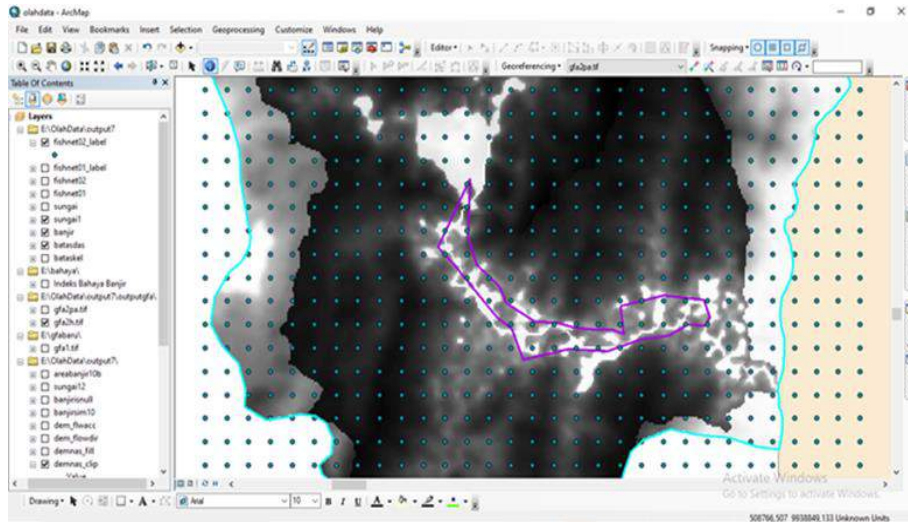 olahdata - ArcMap
File Edit View Bookmarks Insert Selection Geoprocessing Customize Windows Help
Editor Snapping
Georeferencing gfa2pa.tif
Table Of Contents
Layers
E:\OlahData\output7
fishnet02_label
fishnet01_label
fishnet02
fishnet01
sungai
sungai1
banjir
batasdas
bataskel
E:\bahaya\
Indeks Bahaya Banjir
E:\OlahData\output7\outputgfa\
gfa2pa.tif
gfa2h.tif
E:\gfabaru\
gfa1.tif
E:\OlahData\output7\
areabanjir10b
sungai12
banjirisnull
banjirsim10
dem_flwacc
dem_flowdir
demnas_fill
demnas_clip
Value
Activate Windows
Go to Settings to activate Windows.
Drawing Arial 10 B I U A
508766,507 9938849,133 Unknown Units